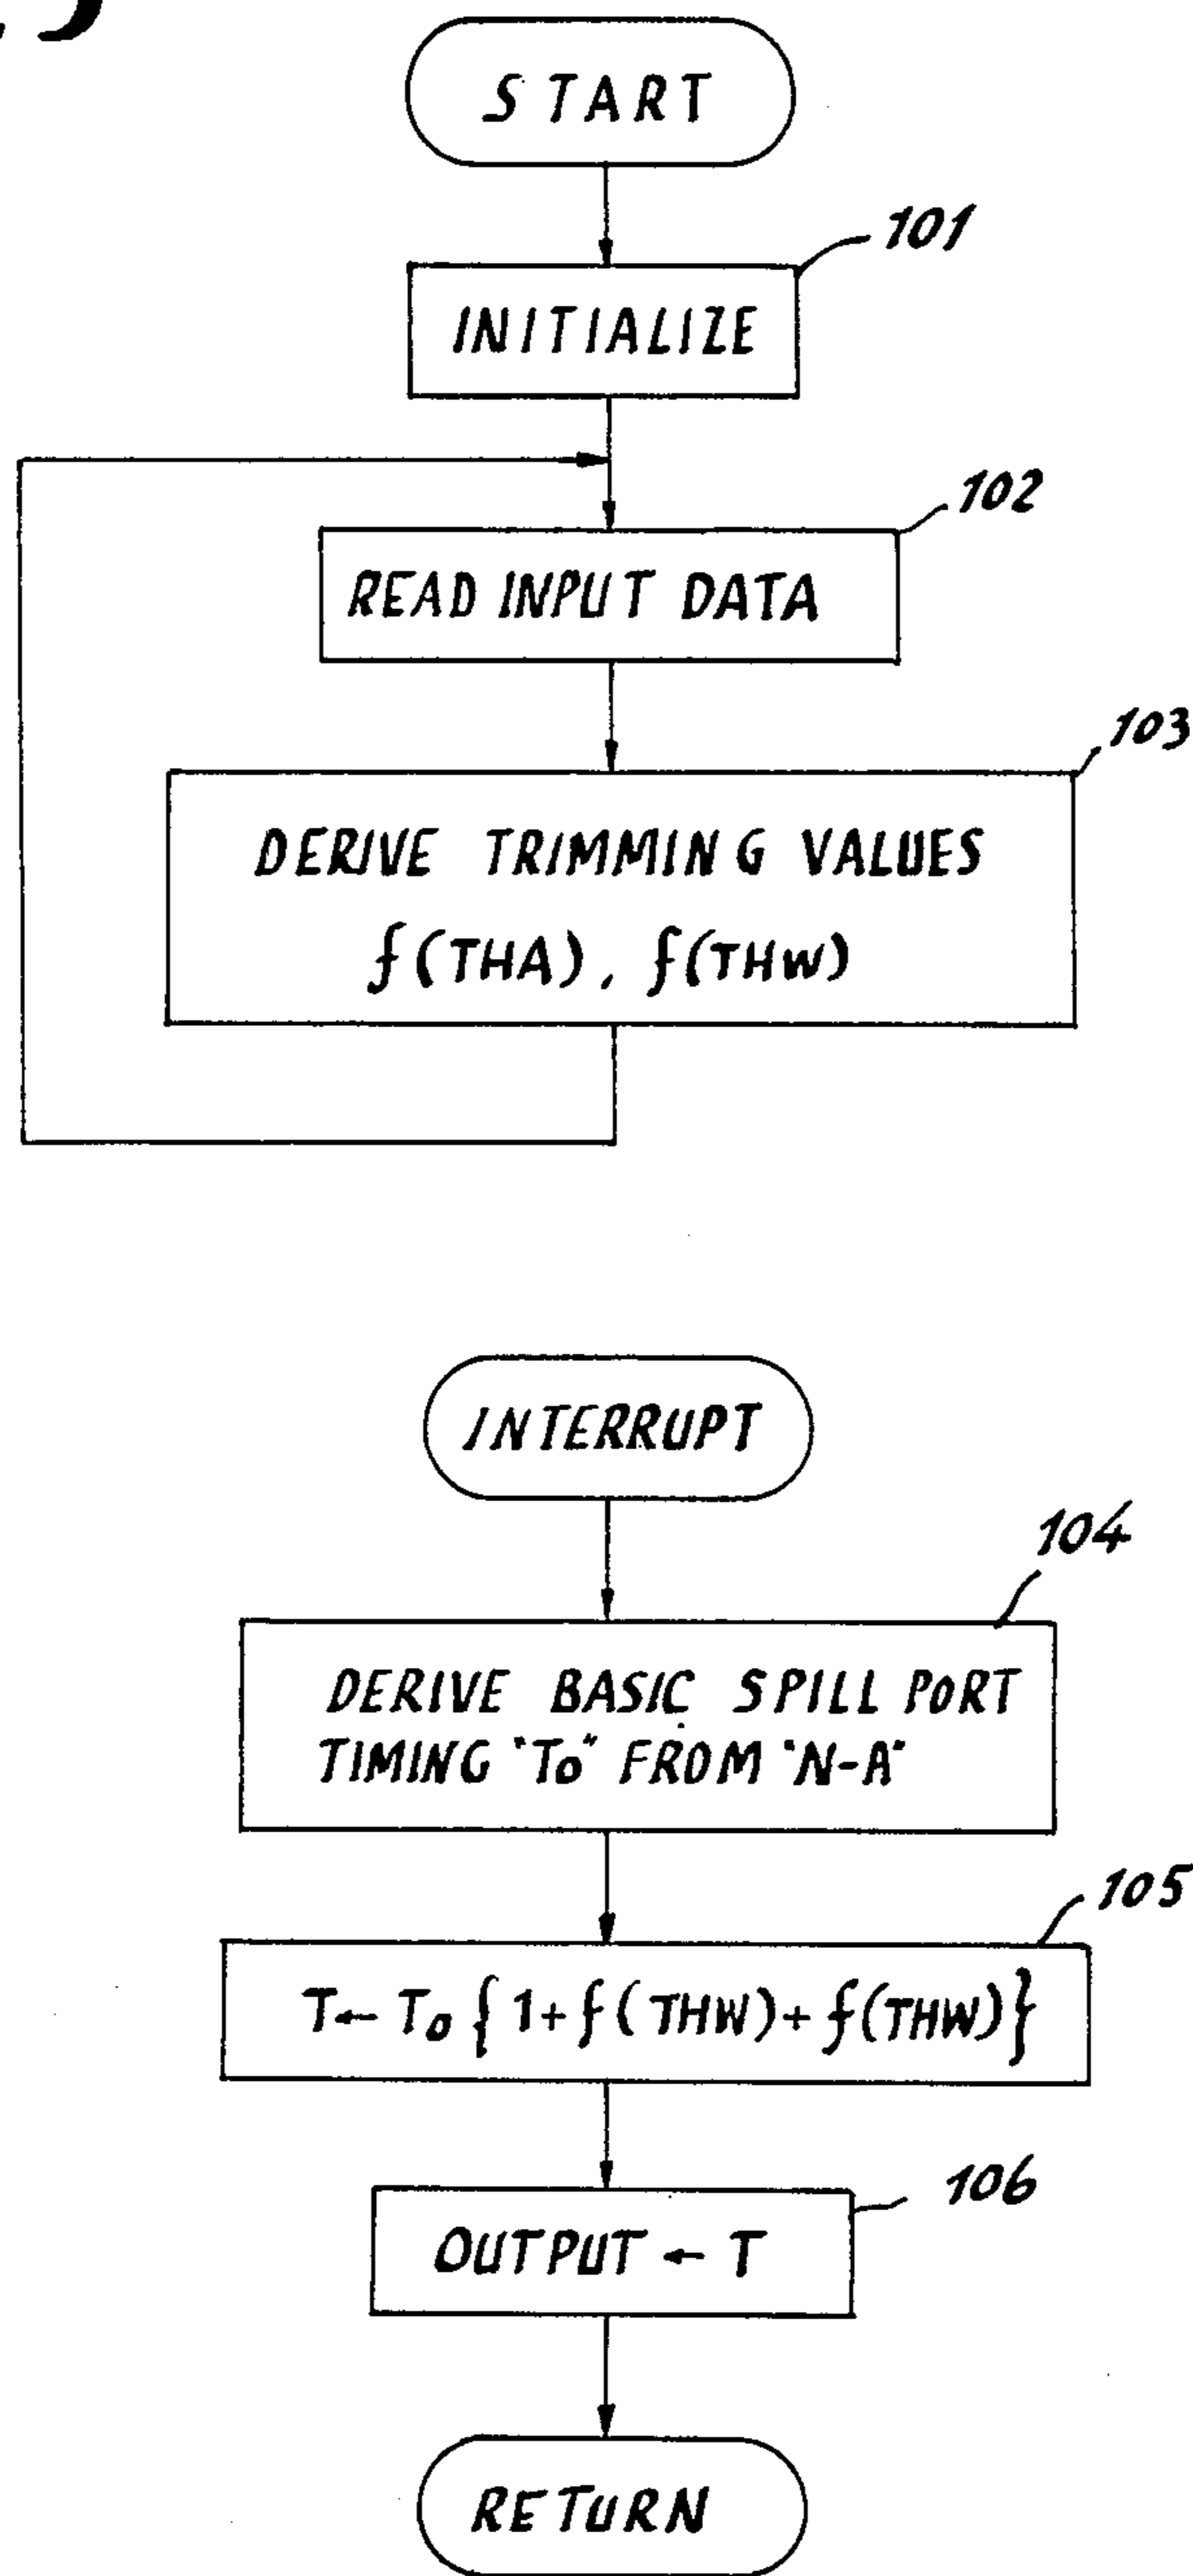 START
101
INITIALIZE
102
READ INPUT DATA
103
DERIVE TRIMMING VALUES
f(THA), f(THW)
INTERRUPT
104
DERIVE BASIC SPILL PORT
TIMING "To" FROM "N-A"
105
T← To {1+f(THW)+f(THW)}
106
OUTPUT ← T
RETURN